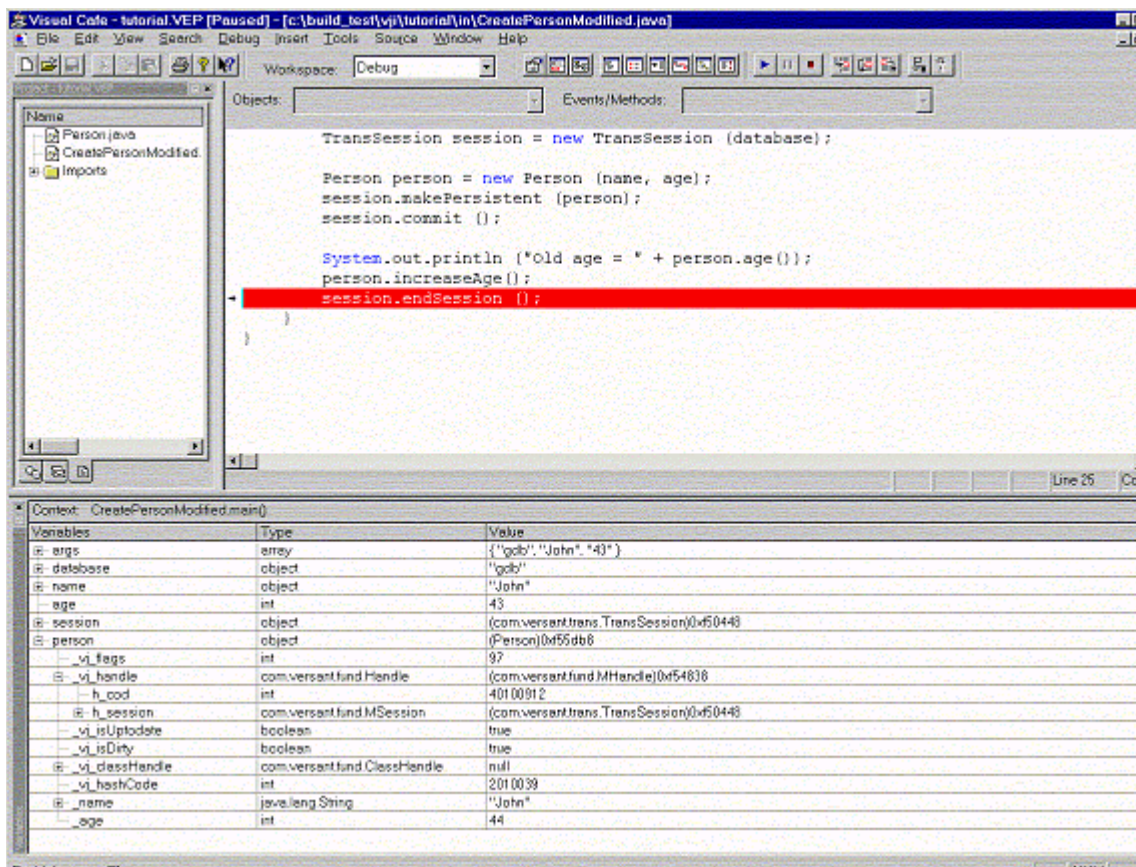 Visual Cafe - tutorial.VEP [Paused] - [c:\build_test\vji\tutorial\in\CreatePersonModified.java]
File Edit View Search Debug Insert Tools Source Window Help
Workspace: Debug
Objects: Events/Methods:
Name
Person.java
CreatePersonModified.
Imports
TransSession session = new TransSession (database);
Person person = new Person (name, age);
session.makePersistent (person);
session.commit ();
System.out.println ("Old age = " + person.age());
person.increaseAge();
session.endSession ();
}
}
Line 25 Co
Context: CreatePersonModified.main()
Variables Type Value
args array { "gdb", "John", "43" }
database object "gdb"
name object "John"
age int 43
session object (com.versant.trans.TransSession)0xf50448
person object (Person)0xf55db8
_vj_flags int 97
_vj_handle com.versant.fund.Handle (com.versant.fund.MHandle)0xf54838
h_cod int 40100912
h_session com.versant.fund.MSession (com.versant.trans.TransSession)0xf50448
_vj_isUptodate boolean true
_vj_isDirty boolean true
_vj_classHandle com.versant.fund.ClassHandle null
_vj_hashCode int 2010039
_name java.lang.String "John"
_age int 44